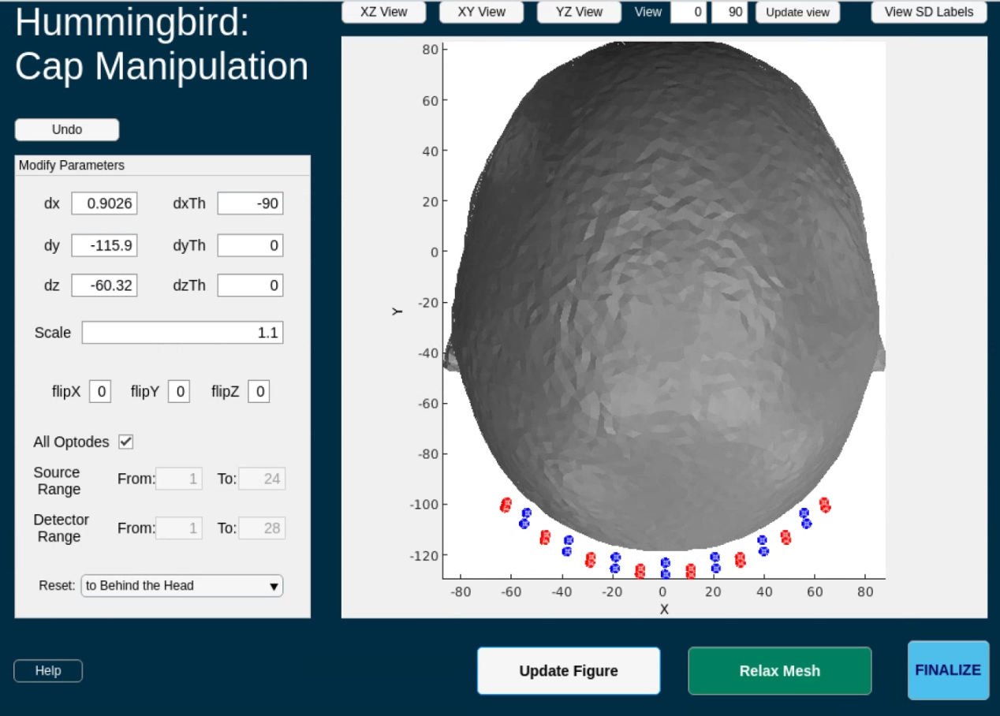 Hummingbird:
Cap Manipulation
XZ View XY View YZ View View 0 90 Update view View SD Labels
Undo
Modify Parameters
dx 0.9026 dxTh -90
dy -115.9 dyTh 0
dz -60.32 dzTh 0
Scale 1.1
flipX 0 flipY 0 flipZ 0
All Optodes
Source
Range From: 1 To: 24
Detector
Range From: 1 To: 28
Reset: to Behind the Head
Help
80
60
40
20
0
-20
-40
-60
-80
-100
-120
Y
-80 -60 -40 -20 0 20 40 60 80
X
Update Figure Relax Mesh FINALIZE